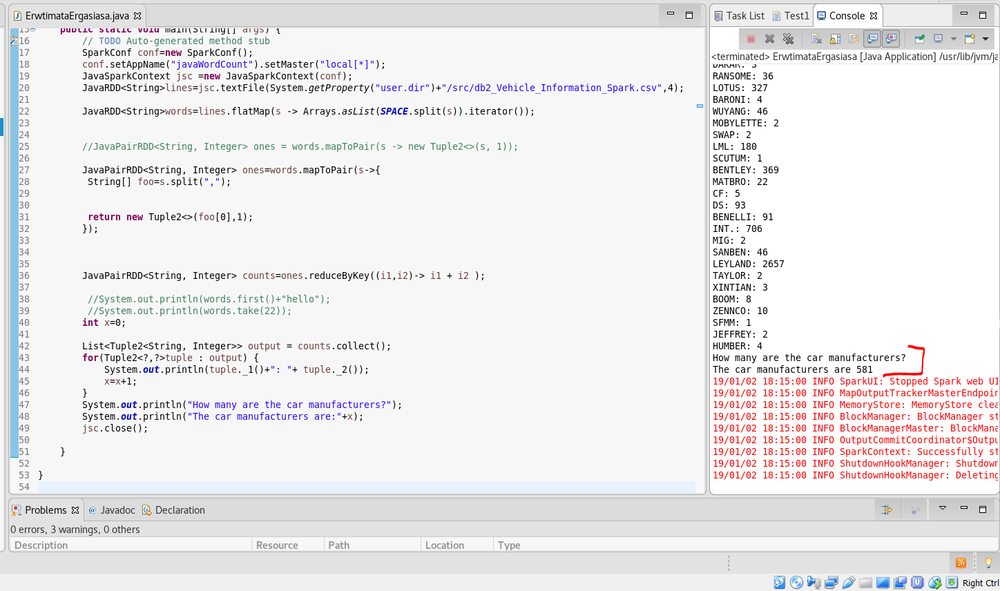 ErwtimataErgasiasa.java
15 public static void main(String[] args) {
16 // TODO Auto-generated method stub
17 SparkConf conf=new SparkConf();
18 conf.setAppName("javaWordCount").setMaster("local[*]");
19 JavaSparkContext jsc =new JavaSparkContext(conf);
20 JavaRDD<String>lines=jsc.textFile(System.getProperty("user.dir")+"/src/db2_Vehicle_Information_Spark.csv",4);
21
22 JavaRDD<String>words=lines.flatMap(s -> Arrays.asList(SPACE.split(s)).iterator());
23
24
25 //JavaPairRDD<String, Integer> ones = words.mapToPair(s -> new Tuple2<>(s, 1));
26
27 JavaPairRDD<String, Integer> ones=words.mapToPair(s->{
28 String[] foo=s.split(",");
29
30
31 return new Tuple2<>(foo[0],1);
32 });
33
34
35
36 JavaPairRDD<String, Integer> counts=ones.reduceByKey((i1,i2)-> i1 + i2 );
37
38 //System.out.println(words.first()+"hello");
39 //System.out.println(words.take(22));
40 int x=0;
41
42 List<Tuple2<String, Integer>> output = counts.collect();
43 for(Tuple2<?,?>tuple : output) {
44 System.out.println(tuple._1()+": "+ tuple._2());
45 x=x+1;
46 }
47 System.out.println("How many are the car manufacturers?");
48 System.out.println("The car manufacturers are:"+x);
49 jsc.close();
50
51 }
52
53 }
54
Task List Test1 Console
<terminated> ErwtimataErgasiasa [Java Application] /usr/lib/jvm/ja
DAKAR: 3
RANSOME: 36
LOTUS: 327
BARONI: 4
WUYANG: 46
MOBYLETTE: 2
SWAP: 2
LML: 180
SCUTUM: 1
BENTLEY: 369
MATBRO: 22
CF: 5
DS: 93
BENELLI: 91
INT.: 706
MIG: 2
SANBEN: 46
LEYLAND: 2657
TAYLOR: 2
XINTIAN: 3
BOOM: 8
ZENNCO: 10
SFMM: 1
JEFFREY: 2
HUMBER: 4
How many are the car manufacturers?
The car manufacturers are 581
19/01/02 18:15:00 INFO SparkUI: Stopped Spark web UI
19/01/02 18:15:00 INFO MapOutputTrackerMasterEndpoin
19/01/02 18:15:00 INFO MemoryStore: MemoryStore clea
19/01/02 18:15:00 INFO BlockManager: BlockManager st
19/01/02 18:15:00 INFO BlockManagerMaster: BlockMana
19/01/02 18:15:00 INFO OutputCommitCoordinator$Outpu
19/01/02 18:15:00 INFO SparkContext: Successfully st
19/01/02 18:15:00 INFO ShutdownHookManager: Shutdown
19/01/02 18:15:00 INFO ShutdownHookManager: Deleting
Problems Javadoc Declaration
0 errors, 3 warnings, 0 others
Description Resource Path Location Type
Right Ctrl